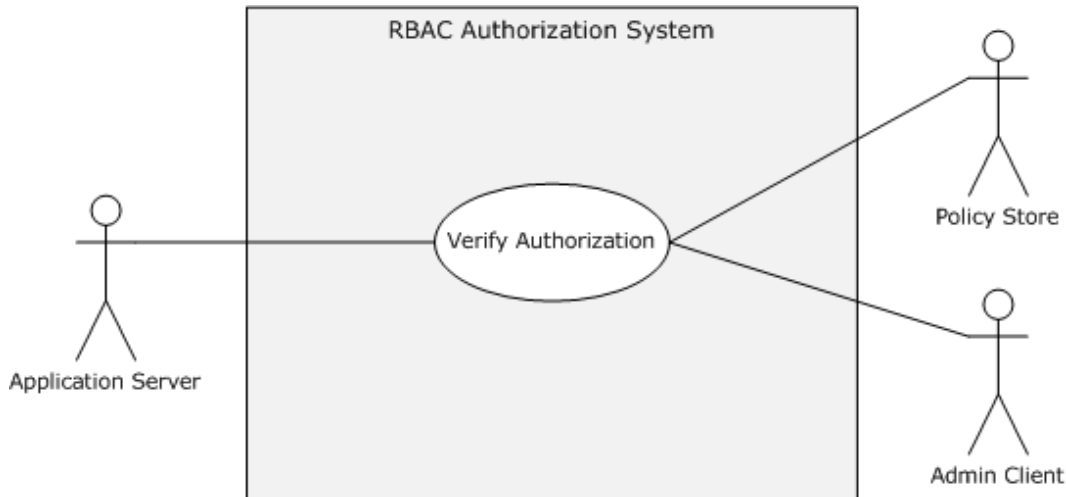 RBAC Authorization System
Verify Authorization
Policy Store
Application Server
Admin Client